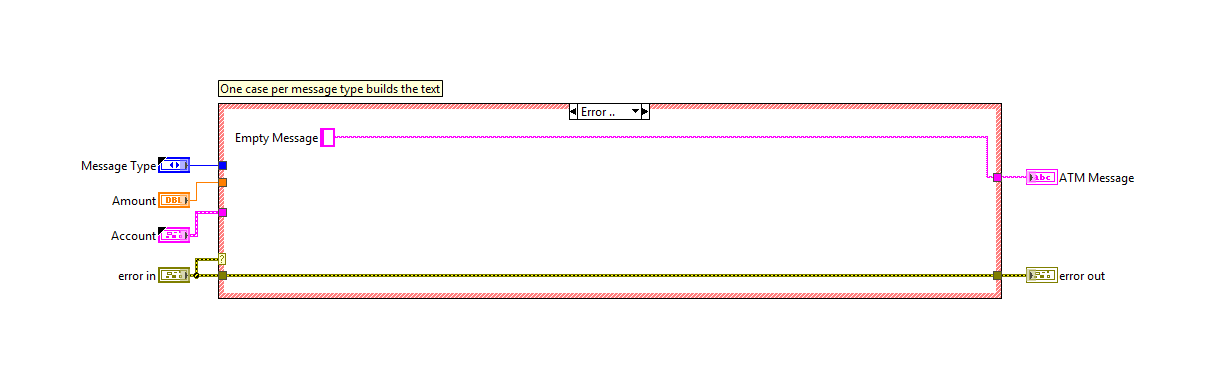 One case per message type builds the text
Error ..
Empty Message
Message Type
Amount
DBL
Account
?
error in
Abc
ATM Message
error out